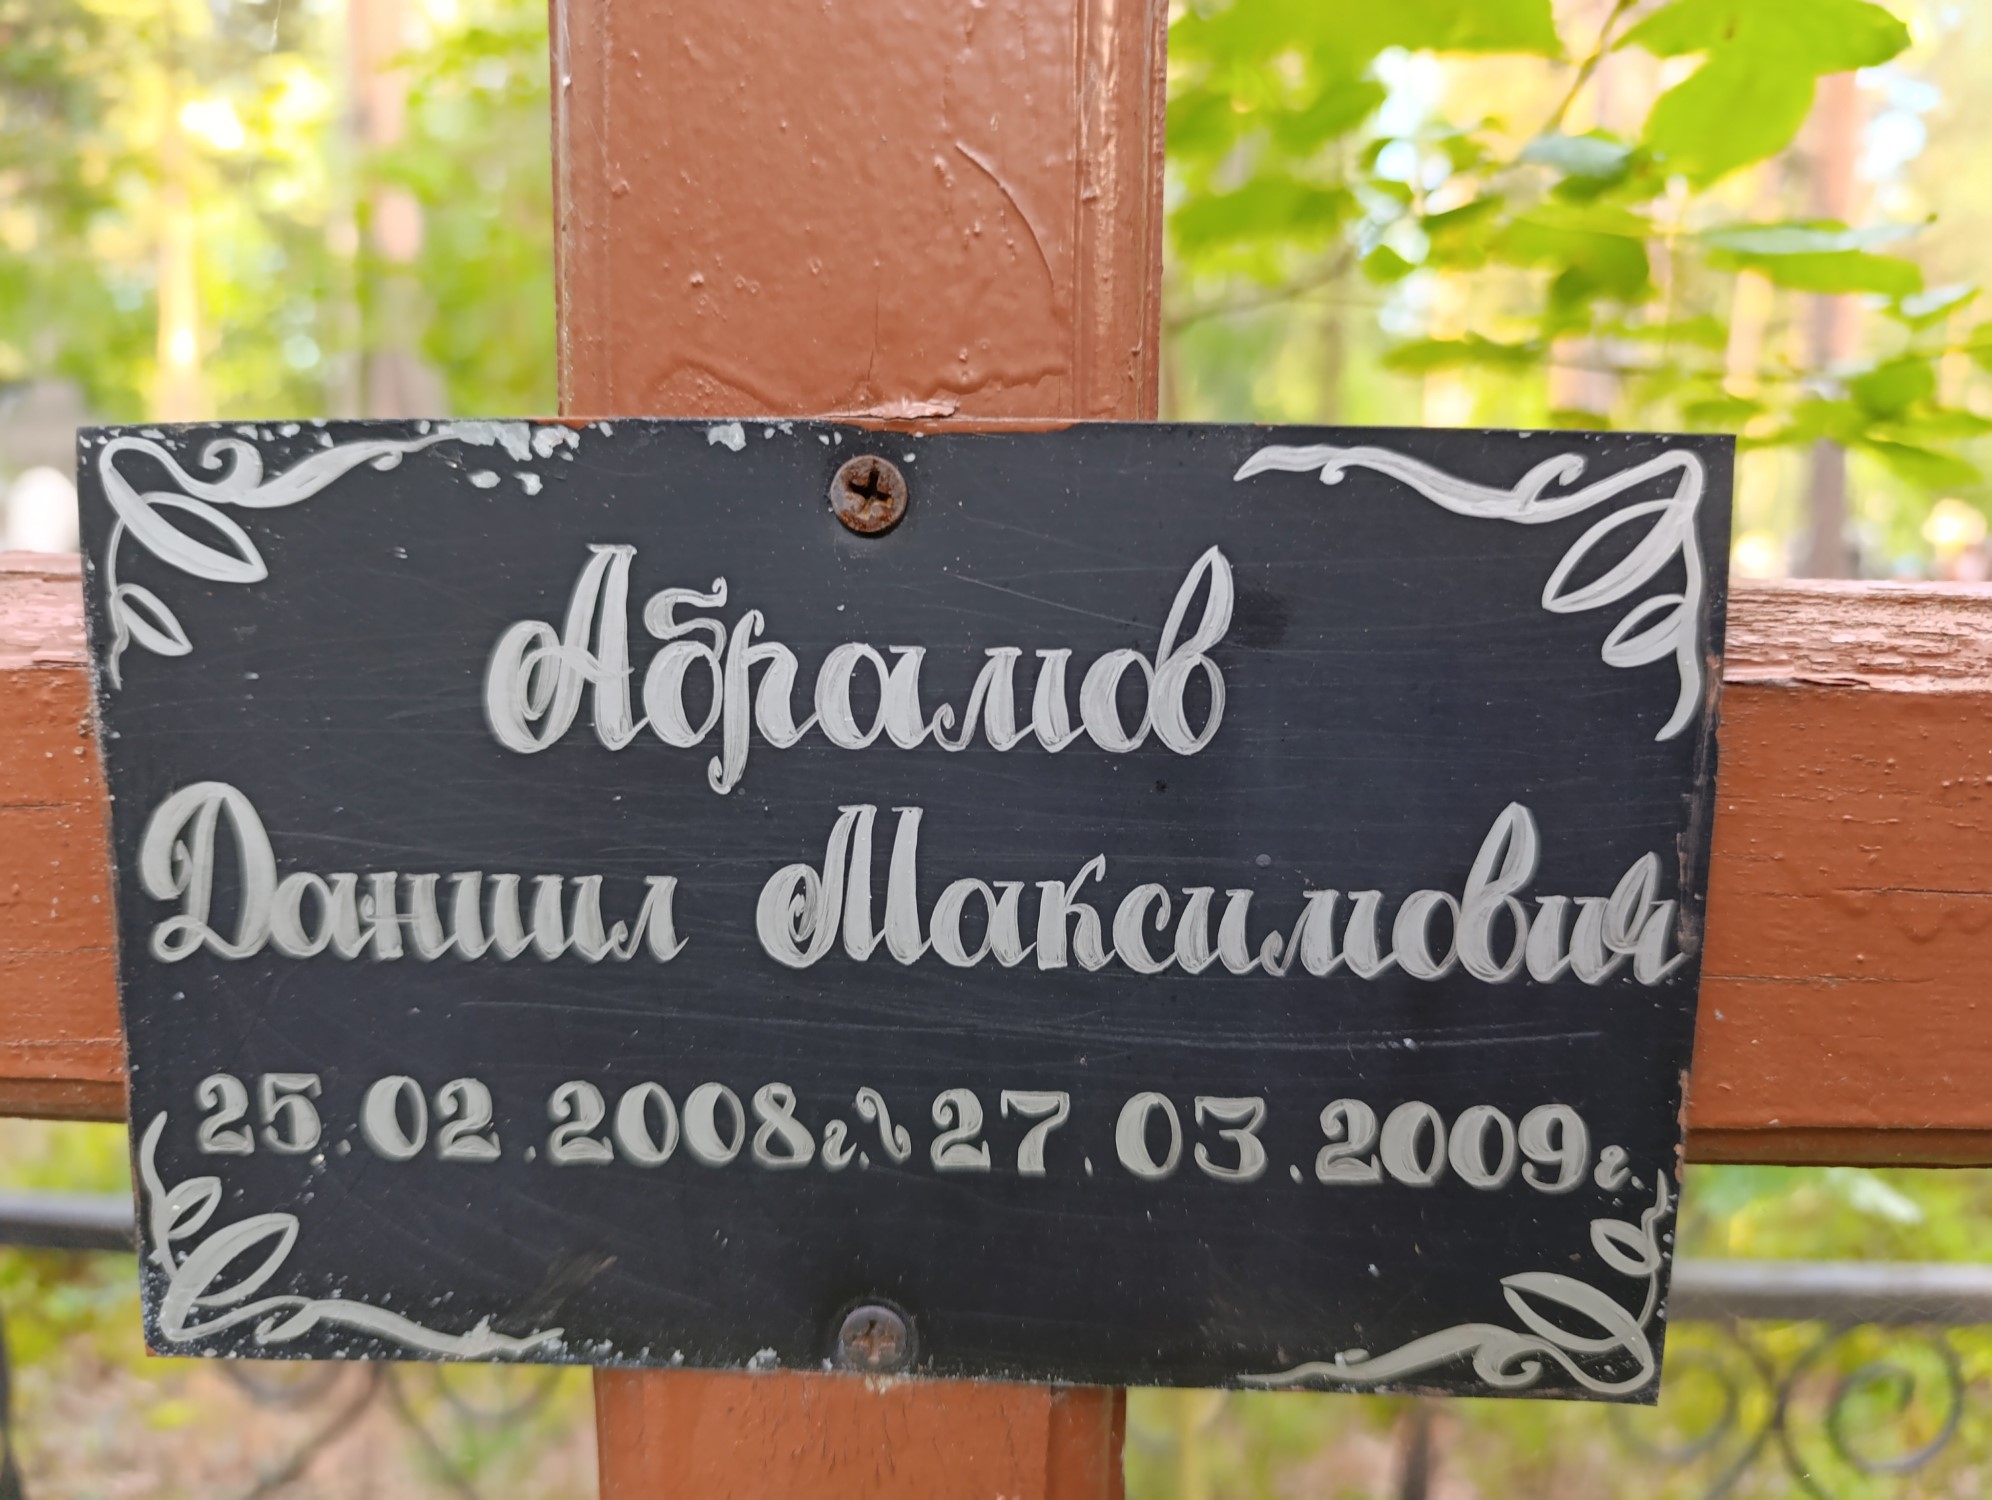 Абрамов
Даниил Максимович
25.02.2008г. 27.03.2009г.